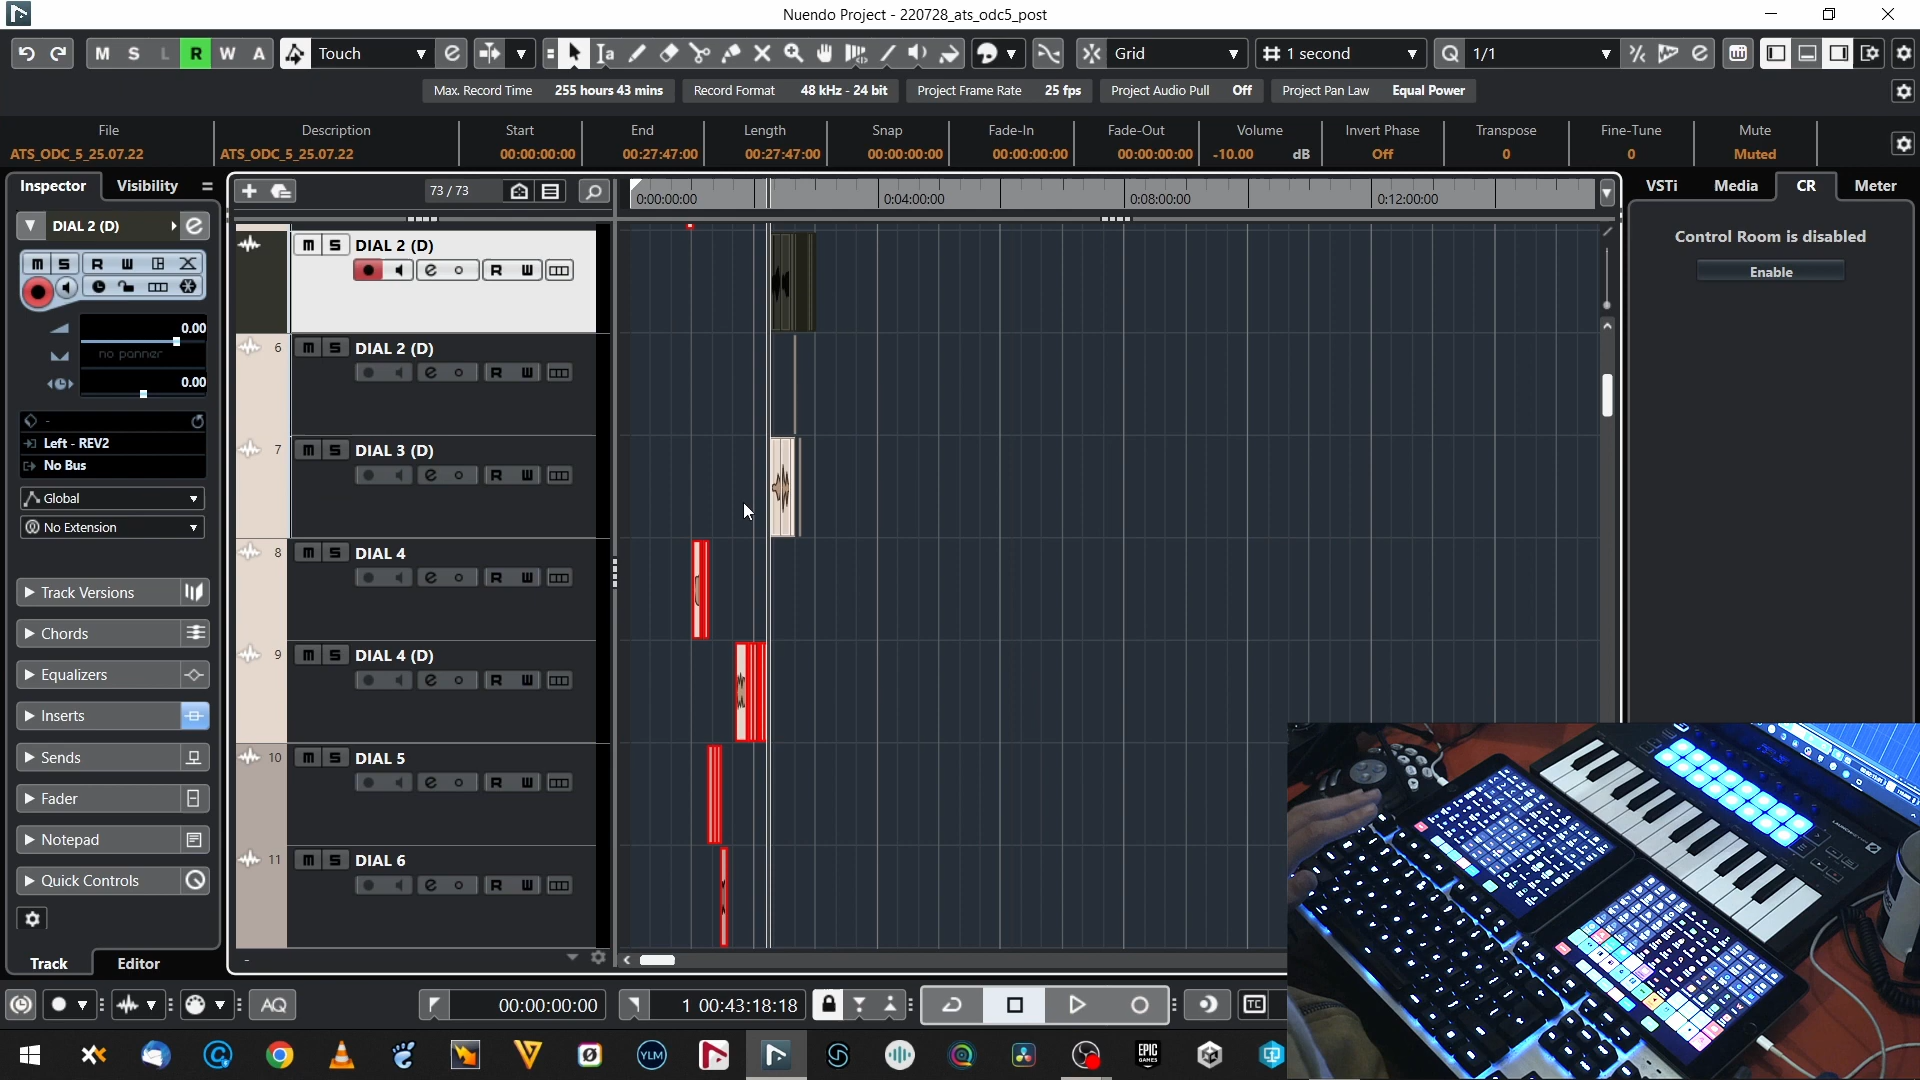 Nuendo Project - 220728_ats_odc5_post
M S L R W A Touch Grid 1 second 1/1
Max. Record Time 255 hours 43 mins Record Format 48 kHz - 24 bit Project Frame Rate 25 fps Project Audio Pull Off Project Pan Law Equal Power
File Description Start End Length Snap Fade-In Fade-Out Volume Invert Phase Transpose Fine-Tune Mute
ATS_ODC_5_25.07.22 ATS_ODC_5_25.07.22 00:00:00:00 00:27:47:00 00:27:47:00 00:00:00:00 00:00:00:00 00:00:00:00 -10.00 dB Off 0 0 Muted
Inspector Visibility 73 / 73 0:00:00:00 0:04:00:00 0:08:00:00 0:12:00:00 VSTi Media CR Meter
DIAL 2 (D)
M S R W
0.00
no panner
0.00
-
Left - REV2
No Bus
Global
No Extension
Track Versions
Chords
Equalizers
Inserts
Sends
Fader
Notepad
Quick Controls
Track Editor
M S DIAL 2 (D)
R W
6 M S DIAL 2 (D)
R W
7 M S DIAL 3 (D)
R W
8 M S DIAL 4
R W
9 M S DIAL 4 (D)
R W
10 M S DIAL 5
R W
11 M S DIAL 6
R W
-
Control Room is disabled
Enable
AQ 00:00:00:00 1 00:43:18:18 TC
YLM EPIC GAMES